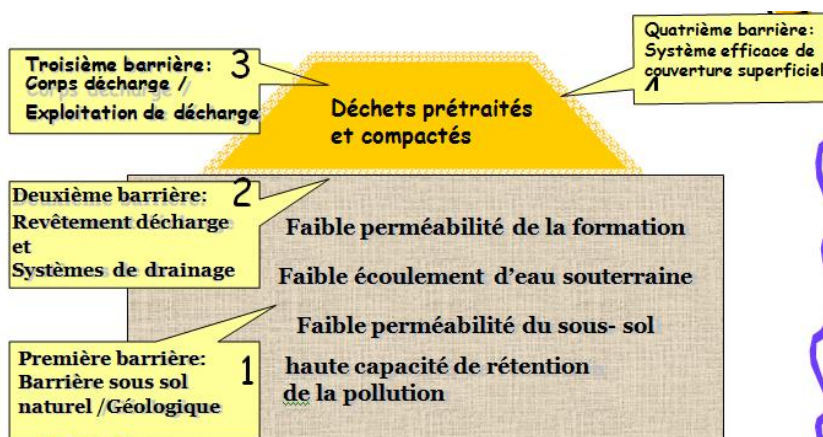 Quatrième barrière:
Système efficace de
couverture superficiel
4
Troisième barrière: 3
Corps décharge /
Exploitation de décharge
Déchets prétraités
et compactés
Deuxième barrière: 2
Revêtement décharge
et
Systèmes de drainage
Faible perméabilité de la formation
Faible écoulement d'eau souterraine
Faible perméabilité du sous- sol
haute capacité de rétention
de la pollution
Première barrière: 1
Barrière sous sol
naturel /Géologique